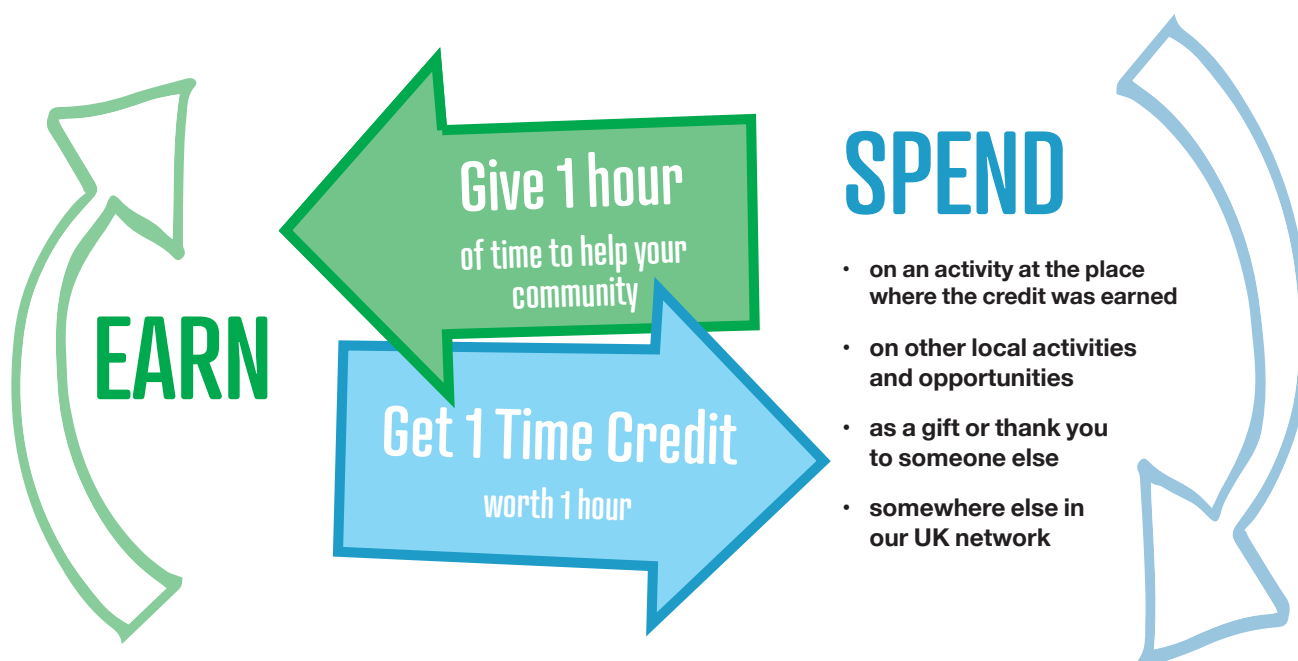 EARN
Give 1 hour
of time to help your
community
Get 1 Time Credit
worth 1 hour
SPEND
• on an activity at the place
where the credit was earned
• on other local activities
and opportunities
• as a gift or thank you
to someone else
• somewhere else in
our UK network